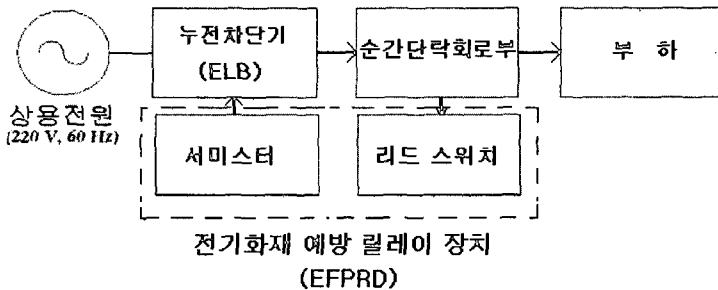 누전차단기
(ELB)
순간단락회로부
부 하
상용전원
(220 V, 60 Hz)
서미스터
리드 스위치
전기화재 예방 릴레이 장치
(EFPRD)